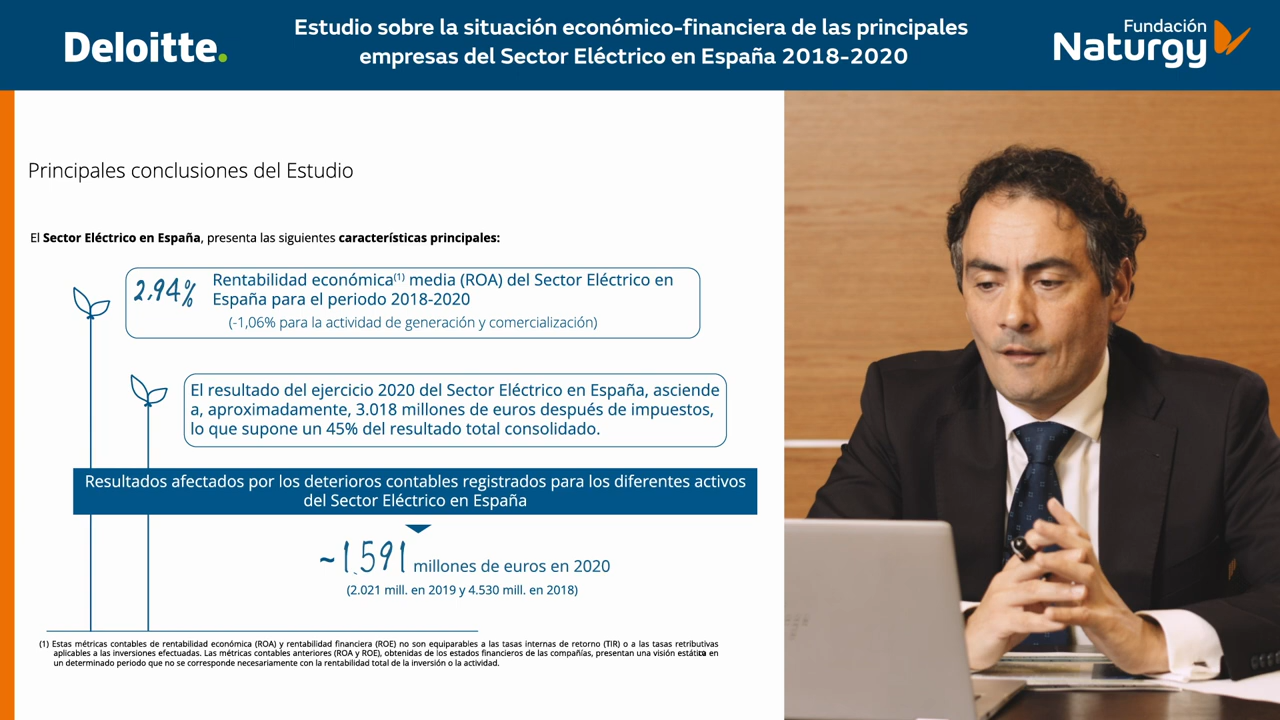 Deloitte.
Estudio sobre la situación económico-financiera de las principales
empresas del Sector Eléctrico en España 2018-2020
Fundación
Naturgy
Principales conclusiones del Estudio
El Sector Eléctrico en España, presenta las siguientes características principales:
2,94%
Rentabilidad económica(1) media (ROA) del Sector Eléctrico en
España para el periodo 2018-2020
(-1,06% para la actividad de generación y comercialización)
El resultado del ejercicio 2020 del Sector Eléctrico en España, asciende
a, aproximadamente, 3.018 millones de euros después de impuestos,
lo que supone un 45% del resultado total consolidado.
Resultados afectados por los deterioros contables registrados para los diferentes activos
del Sector Eléctrico en España
~1.591 millones de euros en 2020
(2.021 mill. en 2019 y 4.530 mill. en 2018)
(1) Estas métricas contables de rentabilidad económica (ROA) y rentabilidad financiera (ROE) no son equiparables a las tasas internas de retorno (TIR) o a las tasas retributivas
aplicables a las inversiones efectuadas. Las métricas contables anteriores (ROA y ROE), obtenidas de los estados financieros de las compañías, presentan una visión estática en
un determinado periodo que no se corresponde necesariamente con la rentabilidad total de la inversión o la actividad.